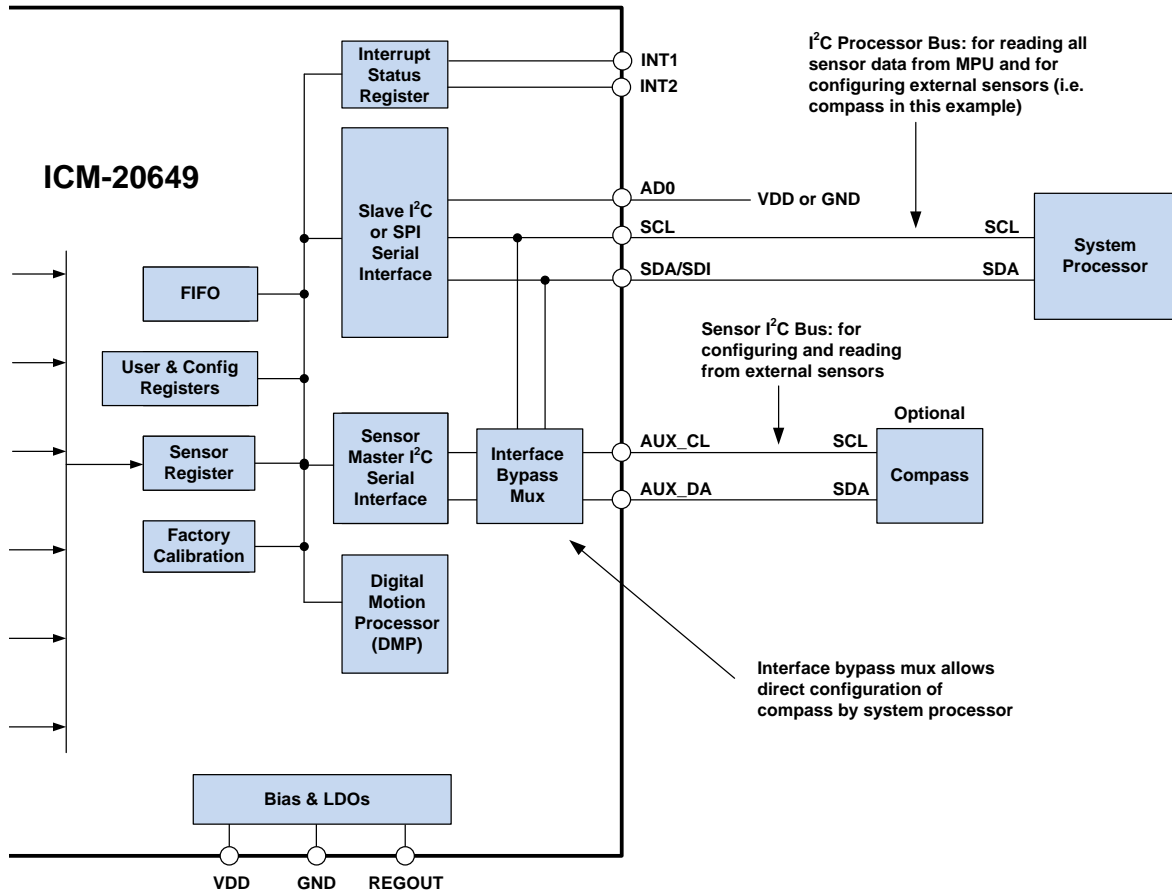 I²C Processor Bus: for reading all
sensor data from MPU and for
configuring external sensors (i.e.
compass in this example)
Interrupt
Status
Register
INT1
INT2
ICM-20649
Slave I²C
or SPI
Serial
Interface
AD0
VDD or GND
SCL
SCL
SDA/SDI
SDA
System
Processor
FIFO
User & Config
Registers
Sensor I²C Bus: for
configuring and reading
from external sensors
Optional
Sensor
Register
Sensor
Master I²C
Serial
Interface
Interface
Bypass
Mux
AUX_CL
SCL
AUX_DA
SDA
Compass
Factory
Calibration
Digital
Motion
Processor
(DMP)
Interface bypass mux allows
direct configuration of
compass by system processor
Bias & LDOs
VDD
GND
REGOUT